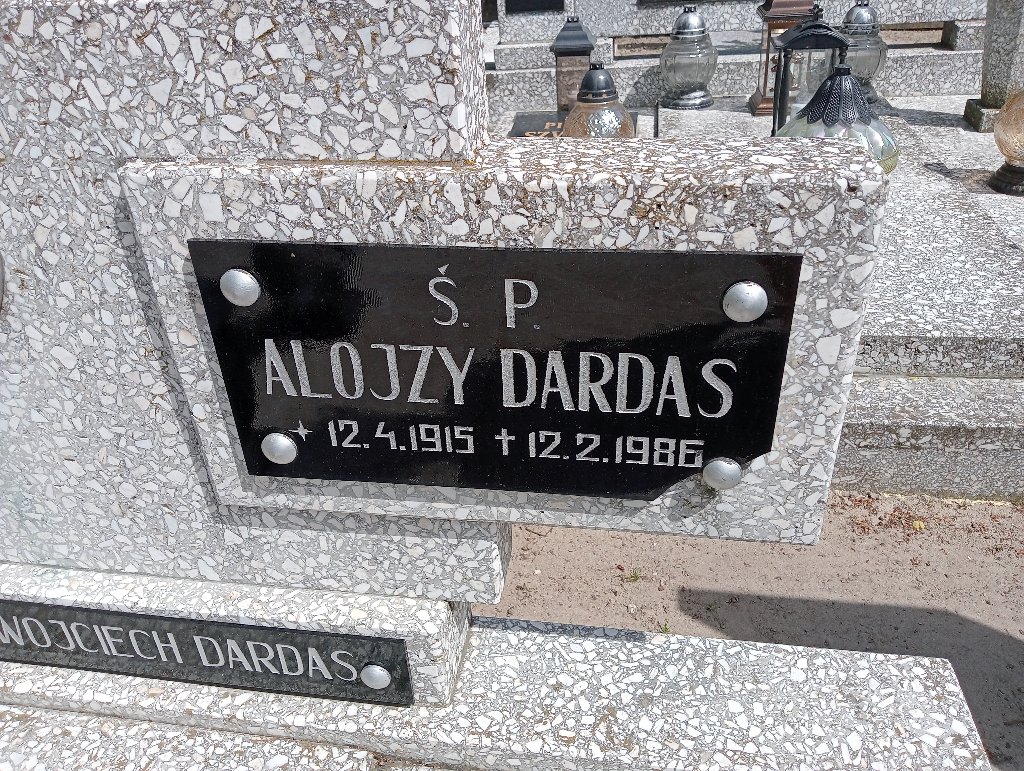 Ś. P.
ALOJZY DARDAS
12.4.1915 † 12.2.1986
WOJCIECH DARDAS